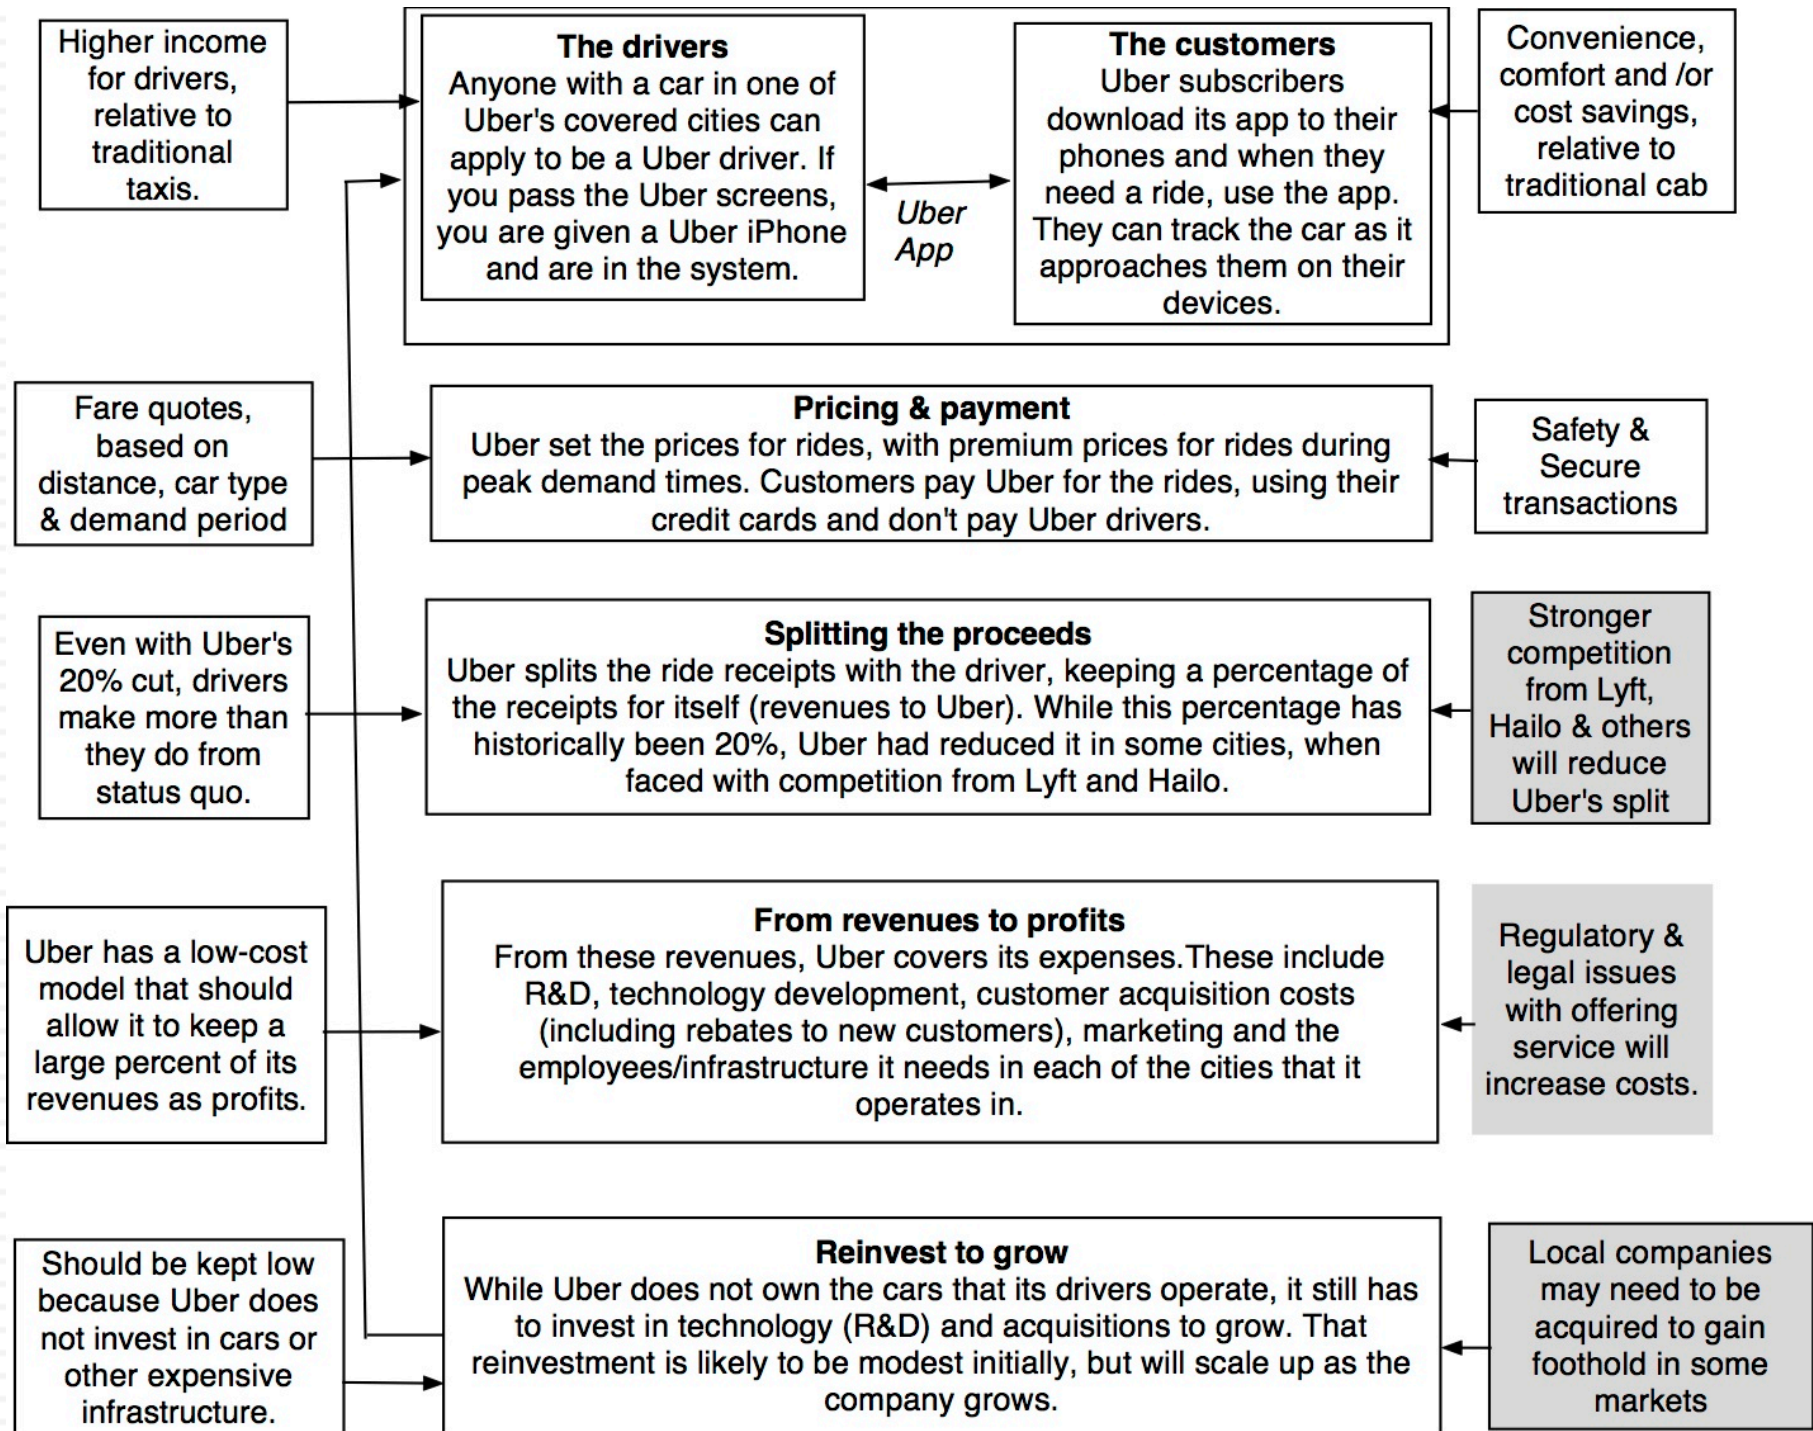 Higher income
for drivers,
relative to
traditional
taxis.
The drivers
Anyone with a car in one of
Uber's covered cities can
apply to be a Uber driver. If
you pass the Uber screens,
you are given a Uber iPhone
and are in the system.
Uber
App
The customers
Uber subscribers
download its app to their
phones and when they
need a ride, use the app.
They can track the car as it
approaches them on their
devices.
Convenience,
comfort and /or
cost savings,
relative to
traditional cab
Fare quotes,
based on
distance, car type
& demand period
Pricing & payment
Uber set the prices for rides, with premium prices for rides during
peak demand times. Customers pay Uber for the rides, using their
credit cards and don't pay Uber drivers.
Safety &
Secure
transactions
Even with Uber's
20% cut, drivers
make more than
they do from
status quo.
Splitting the proceeds
Uber splits the ride receipts with the driver, keeping a percentage of
the receipts for itself (revenues to Uber). While this percentage has
historically been 20%, Uber had reduced it in some cities, when
faced with competition from Lyft and Hailo.
Stronger
competition
from Lyft,
Hailo & others
will reduce
Uber's split
Uber has a low-cost
model that should
allow it to keep a
large percent of its
revenues as profits.
From revenues to profits
From these revenues, Uber covers its expenses.These include
R&D, technology development, customer acquisition costs
(including rebates to new customers), marketing and the
employees/infrastructure it needs in each of the cities that it
operates in.
Regulatory &
legal issues
with offering
service will
increase costs.
Should be kept low
because Uber does
not invest in cars or
other expensive
infrastructure.
Reinvest to grow
While Uber does not own the cars that its drivers operate, it still has
to invest in technology (R&D) and acquisitions to grow. That
reinvestment is likely to be modest initially, but will scale up as the
company grows.
Local companies
may need to be
acquired to gain
foothold in some
markets